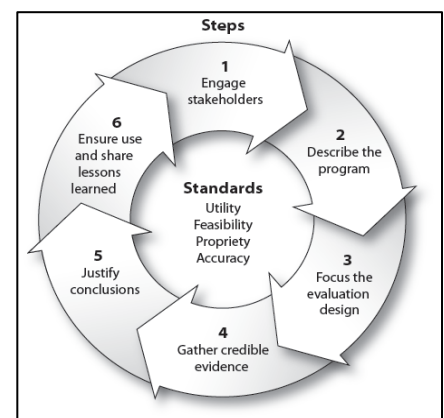 Steps
1
Engage
stakeholders
2
Describe the
program
3
Focus the
evaluation
design
4
Gather credible
evidence
5
Justify
conclusions
6
Ensure use
and share
lessons
learned
Standards
Utility
Feasibility
Propriety
Accuracy